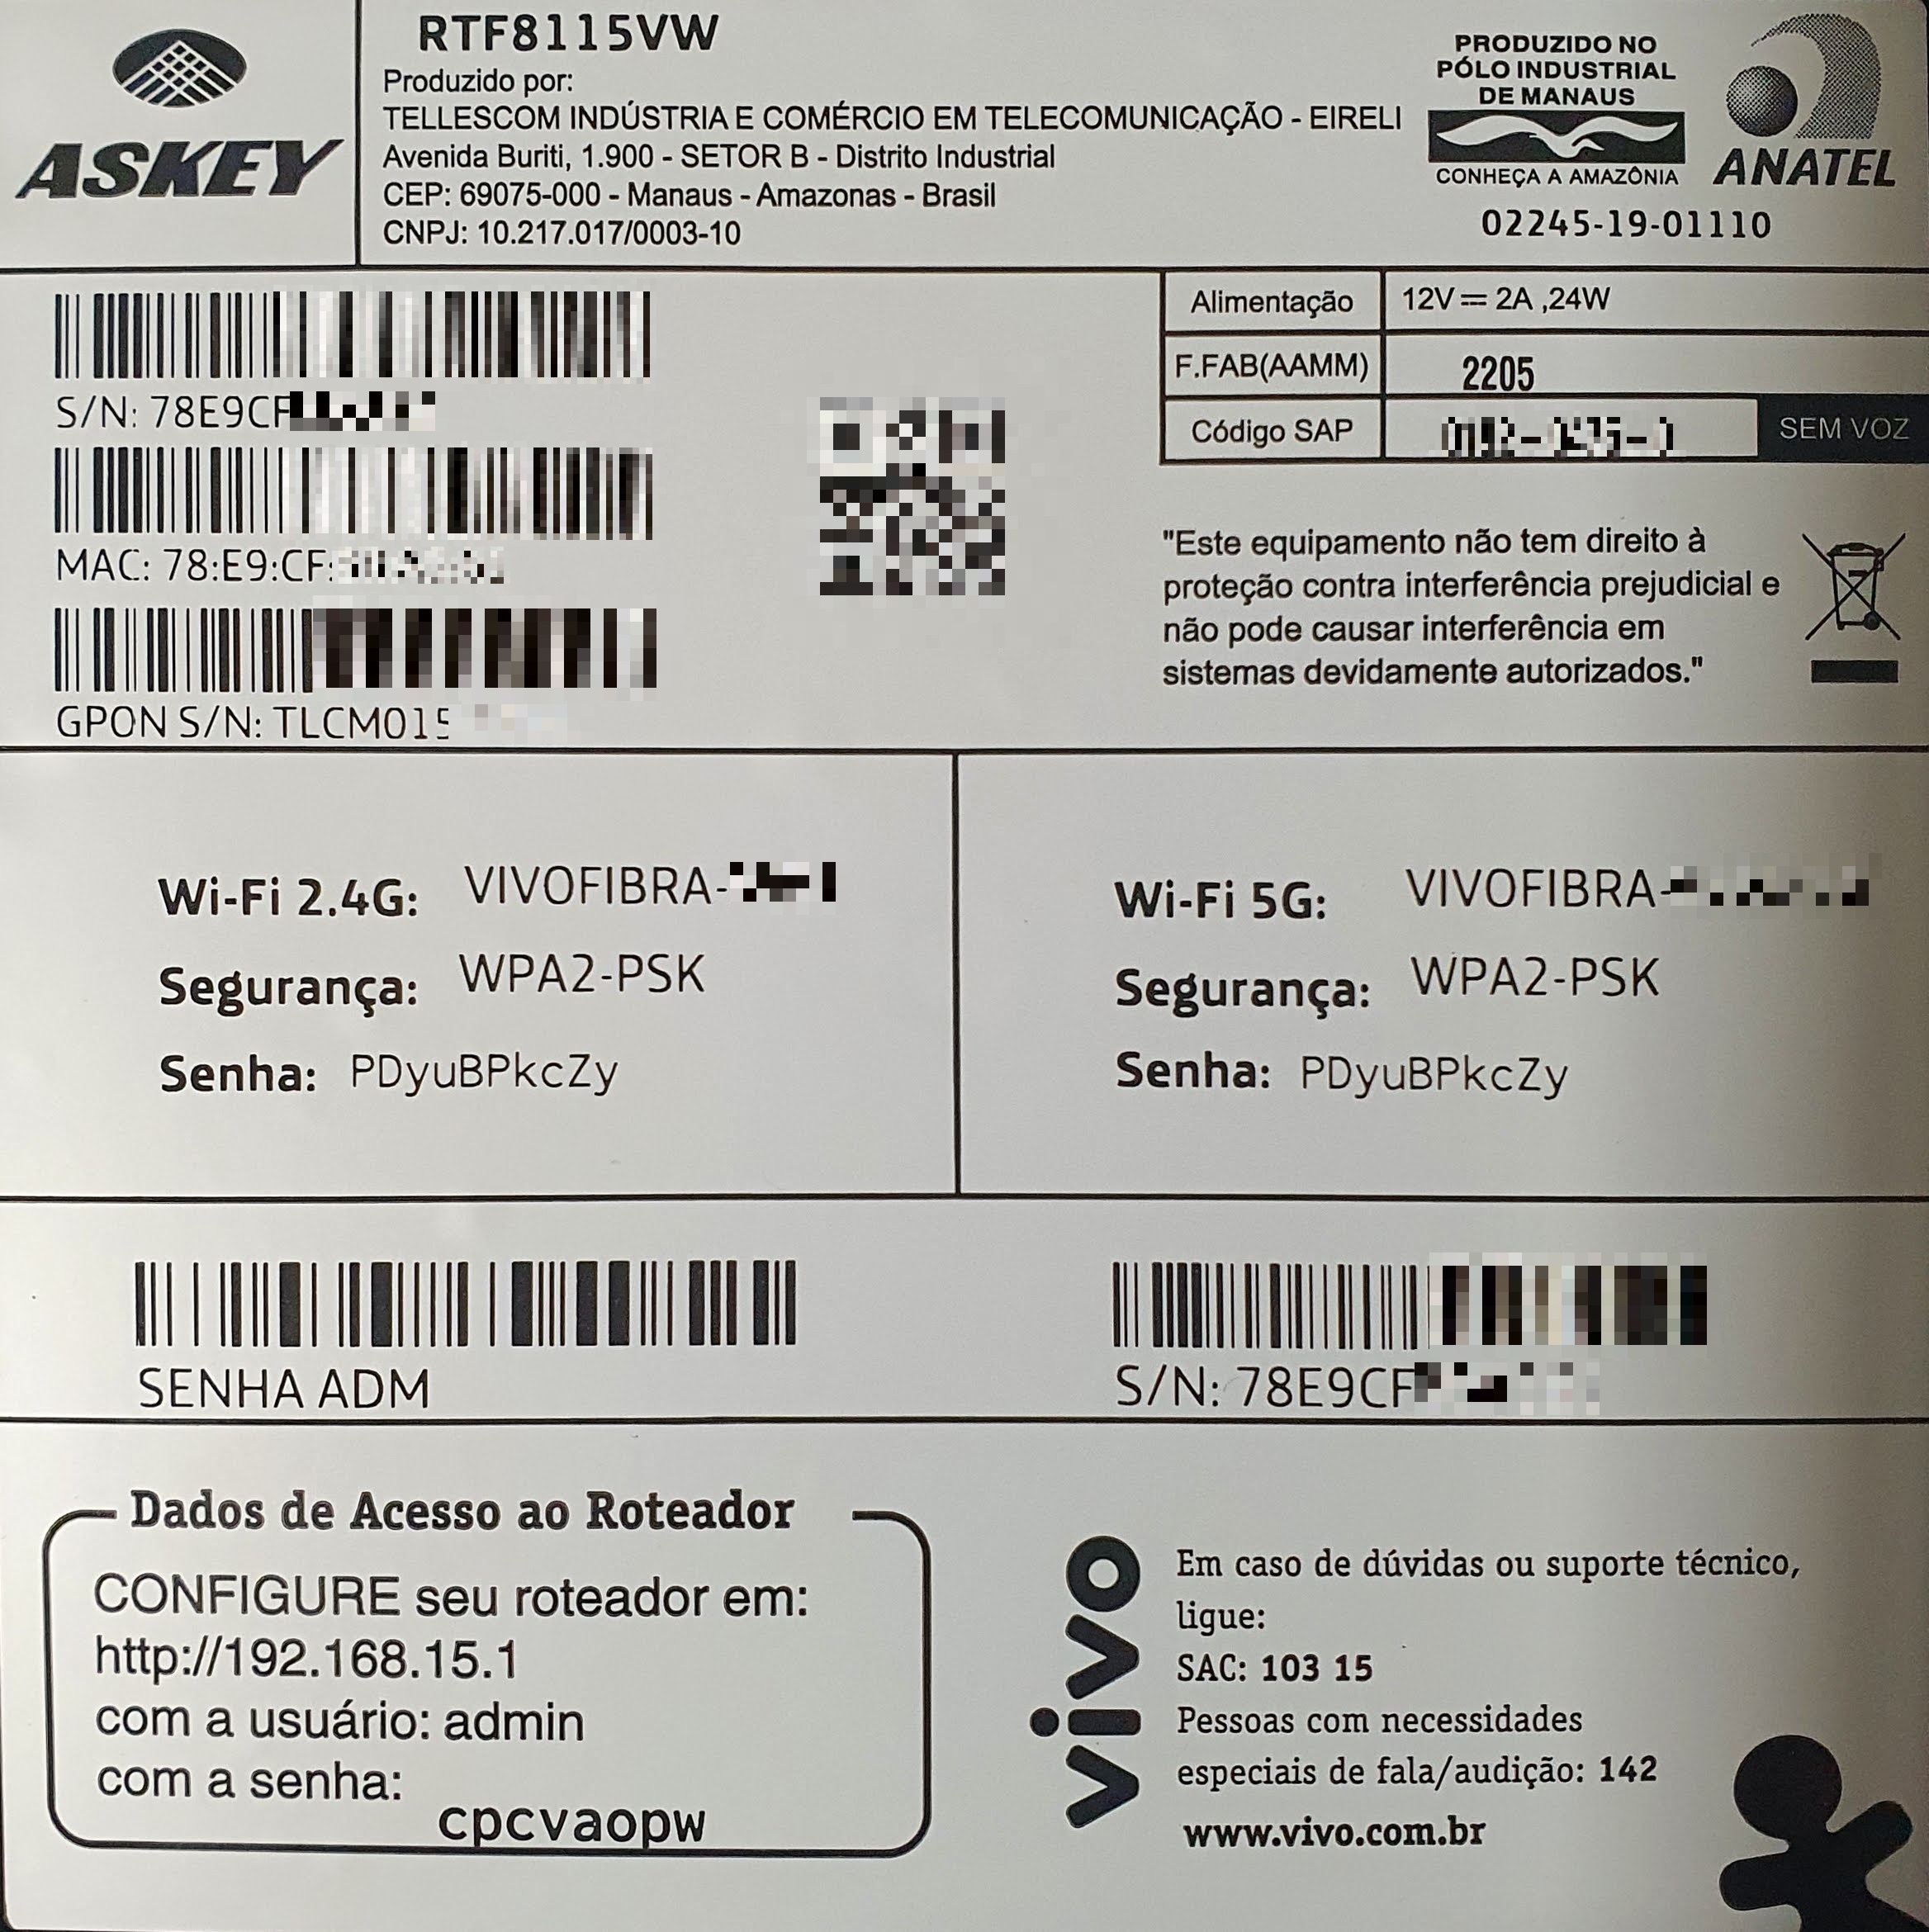 ASKEY
RTF8115VW
Produzido por:
TELLESCOM INDÚSTRIA E COMÉRCIO EM TELECOMUNICAÇÃO - EIRELI
Avenida Buriti, 1.900 - SETOR B - Distrito Industrial
CEP: 69075-000 - Manaus - Amazonas - Brasil
CNPJ: 10.217.017/0003-10
PRODUZIDO NO
PÓLO INDUSTRIAL
DE MANAUS
CONHEÇA A AMAZÔNIA
ANATEL
02245-19-01110
S/N: 78E9CF
MAC: 78:E9:CF:
GPON S/N: TLCM015
Alimentação 12V⎓2A ,24W
F.FAB(AAMM) 2205
Código SAP
SEM VOZ
"Este equipamento não tem direito à
proteção contra interferência prejudicial e
não pode causar interferência em
sistemas devidamente autorizados."
Wi-Fi 2.4G: VIVOFIBRA-
Segurança: WPA2-PSK
Senha: PDyuBPkcZy
Wi-Fi 5G: VIVOFIBRA-
Segurança: WPA2-PSK
Senha: PDyuBPkcZy
SENHA ADM
S/N: 78E9CF
Dados de Acesso ao Roteador
CONFIGURE seu roteador em:
http://192.168.15.1
com a usuário: admin
com a senha:
cpcvaopw
vivo
Em caso de dúvidas ou suporte técnico,
ligue:
SAC: 103 15
Pessoas com necessidades
especiais de fala/audição: 142
www.vivo.com.br